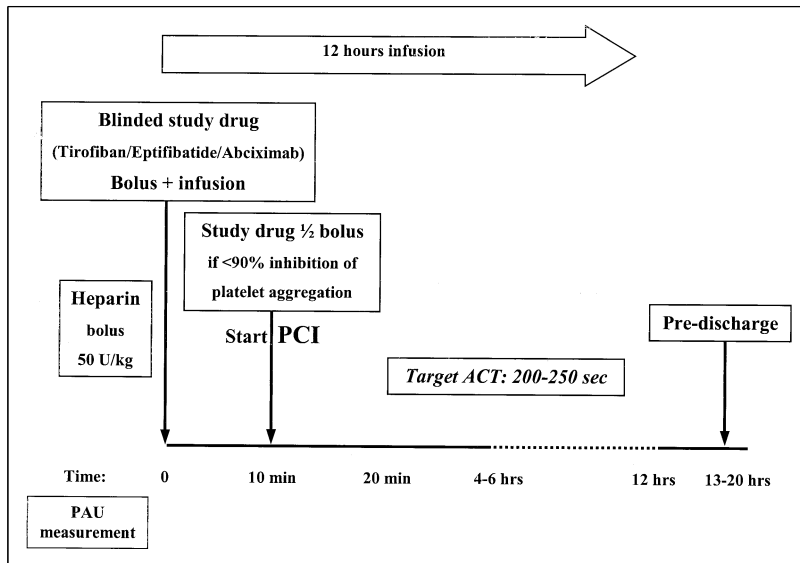 12 hours infusion
Blinded study drug
(Tirofiban/Eptifibatide/Abciximab)
Bolus + infusion
Study drug ½ bolus
if <90% inhibition of
platelet aggregation
Heparin
bolus
50 U/kg
Start PCI
Pre-discharge
Target ACT: 200-250 sec
Time: 0 10 min 20 min 4-6 hrs 12 hrs 13-20 hrs
PAU
measurement